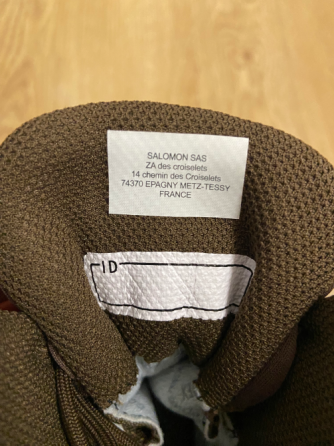 SALOMON SAS
ZA des croiselets
14 chemin des Croiselets
74370 EPAGNY METZ-TESSY
FRANCE
ID